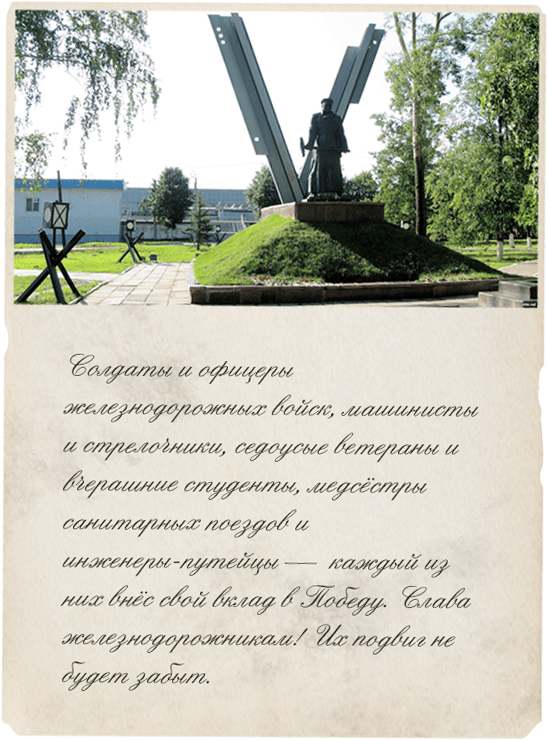 Солдаты и офицеры
железнодорожных войск, машинисты
и стрелочники, седоусые ветераны и
вчерашние студенты, медсёстры
санитарных поездов и
инженеры-путейцы — каждый из
них внёс свой вклад в Победу. Слава
железнодорожникам! Их подвиг не
будет забыт.